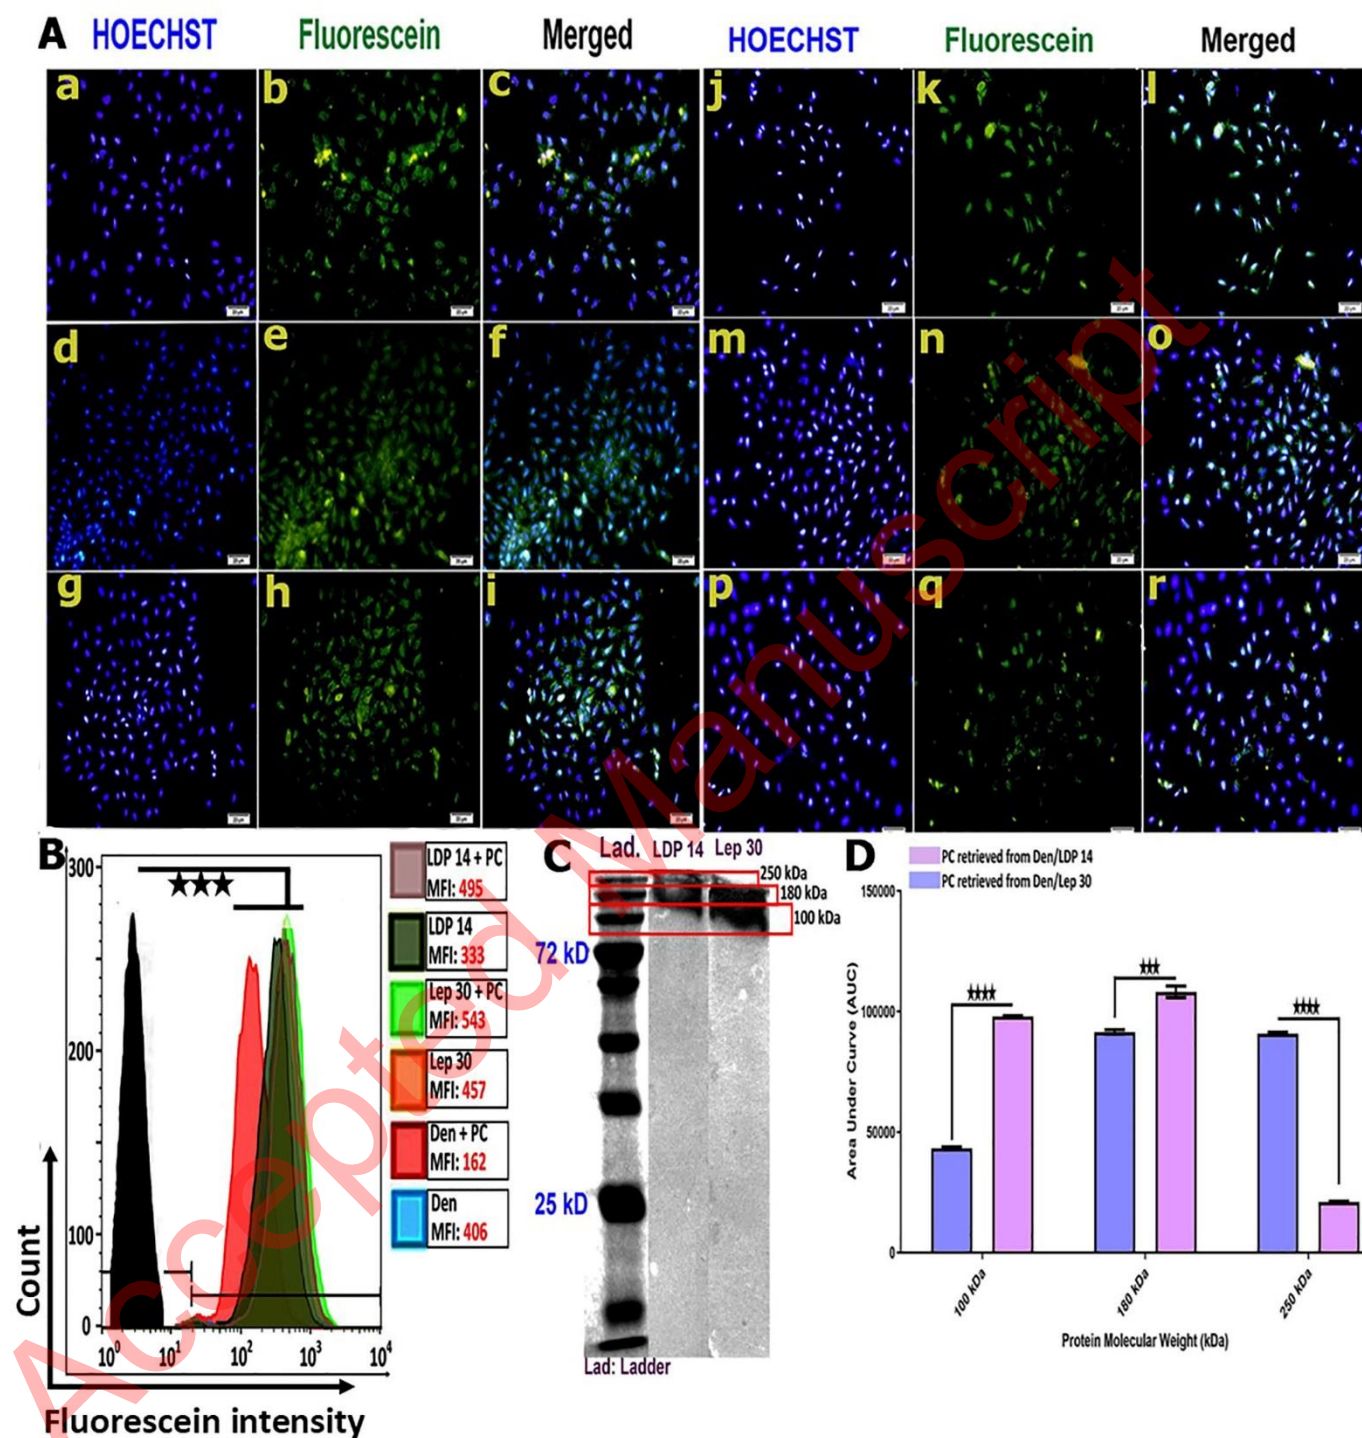 A HOECHST Fluorescein Merged HOECHST Fluorescein Merged
a b c j k l
d e f m n o
g h i p q r
B
300
200
100
0
10⁰ 10¹ 10² 10³ 10⁴
Count
Fluorescein intensity
LDP 14 + PC
MFI: 495
LDP 14
MFI: 333
Lep 30 + PC
MFI: 543
Lep 30
MFI: 457
Den + PC
MFI: 162
Den
MFI: 406
C Lad. LDP 14 Lep 30
250 kDa
180 kDa
100 kDa
72 kD
25 kD
Lad: Ladder
D
PC retrieved from Den/LDP 14
PC retrieved from Den/Lep 30
150000
100000
50000
0
Area Under Curve (AUC)
100 kDa 180 kDa 250 kDa
Protein Molecular Weight (kDa)
Accepted Manuscript